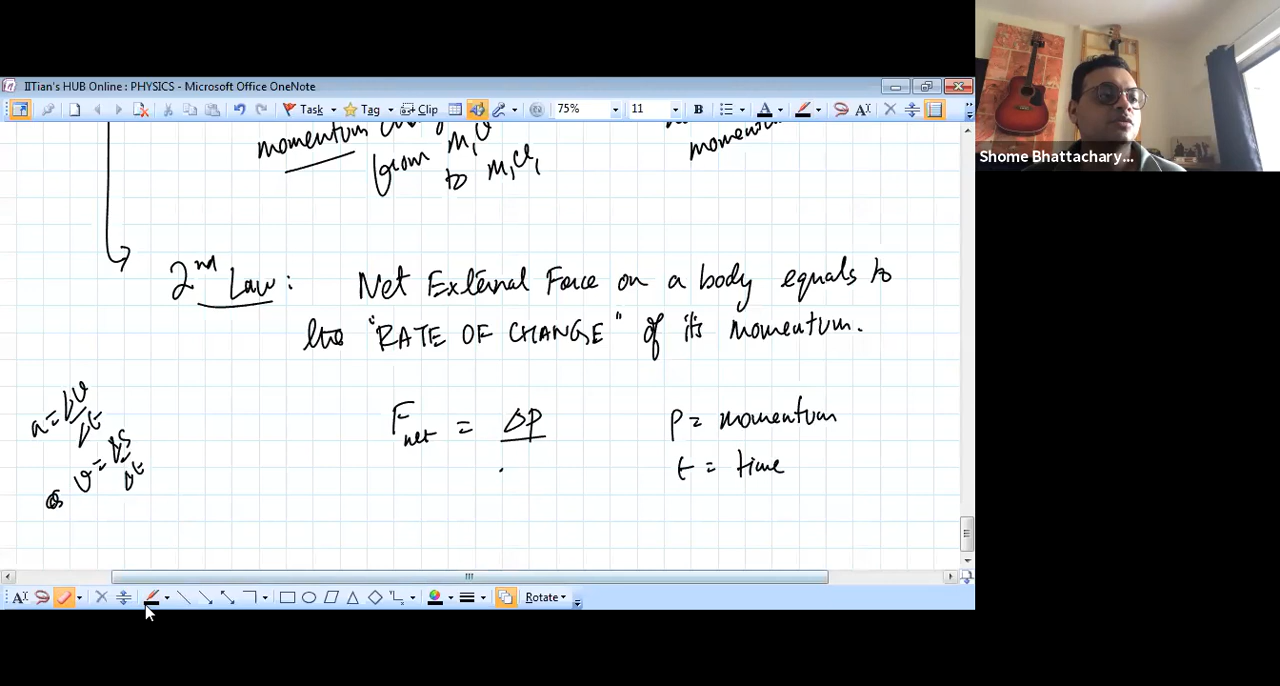 IITian's HUB Online : PHYSICS - Microsoft Office OneNote
Task Tag Clip 75% 11 B A
Shome Bhattachary...
momentum
momentum
from m₁u
to m₁v₁
2nd Law : Net External Force on a body equals to
the "RATE OF CHANGE" of its momentum.
a = Δv/Δt
v = Δs/Δt
F net = Δp
p = momentum
t = time
Rotate